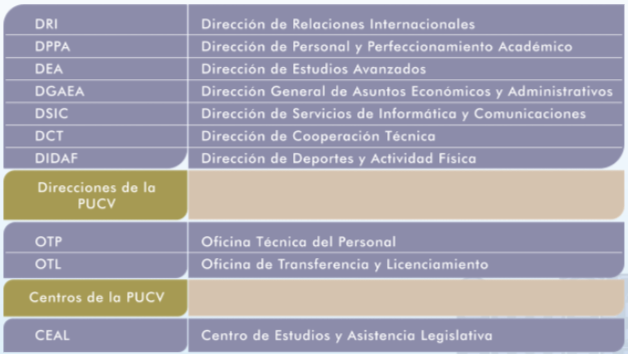 DRI Dirección de Relaciones Internacionales
DPPA Dirección de Personal y Perfeccionamiento Académico
DEA Dirección de Estudios Avanzados
DGAEA Dirección General de Asuntos Económicos y Administrativos
DSIC Dirección de Servicios de Informática y Comunicaciones
DCT Dirección de Cooperación Técnica
DIDAF Dirección de Deportes y Actividad Física
Direcciones de la
PUCV
OTP Oficina Técnica del Personal
OTL Oficina de Transferencia y Licenciamiento
Centros de la PUCV
CEAL Centro de Estudios y Asistencia Legislativa